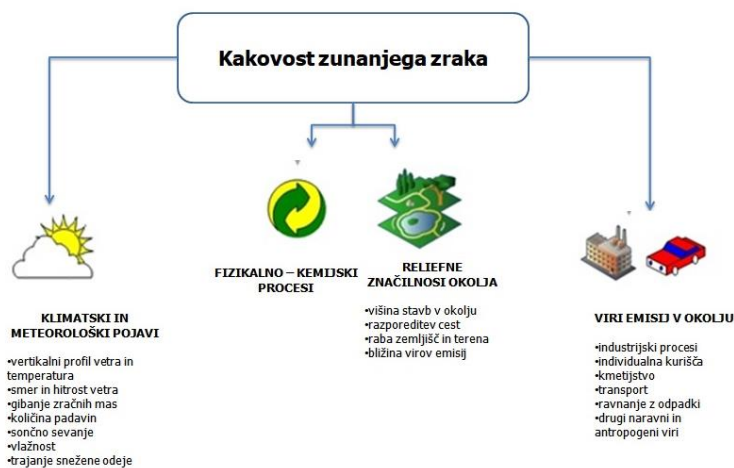 Kakovost zunanjega zraka
KLIMATSKI IN
METEOROLOŠKI POJAVI
•vertikalni profil vetra in
temperatura
•smer in hitrost vetra
•gibanje zračnih mas
•količina padavin
•sončno sevanje
•vlažnost
•trajanje snežene odeje
FIZIKALNO – KEMIJSKI
PROCESI
RELIEFNE
ZNAČILNOSI OKOLJA
•višina stavb v okolju
•razporeditev cest
•raba zemljišč in terena
•bližina virov emisij
VIRI EMISIJ V OKOLJU
•industrijski procesi
•individualna kurišča
•kmetijstvo
•transport
•ravnanje z odpadki
•drugi naravni in
antropogeni viri